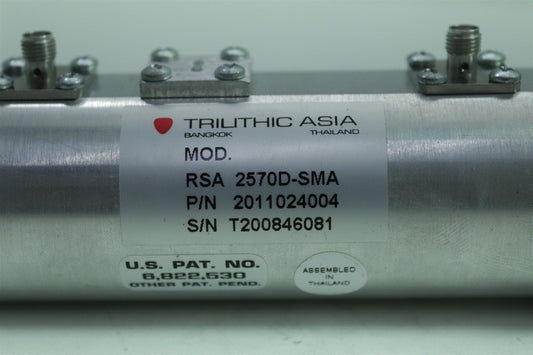 TRILITHIC ASIA
BANGKOK THAILAND
MOD.
RSA 2570D-SMA
P/N 2011024004
S/N T200846081
U.S. PAT. NO.
6,822,530
OTHER PAT. PEND.
ASSEMBLED IN
THAILAND